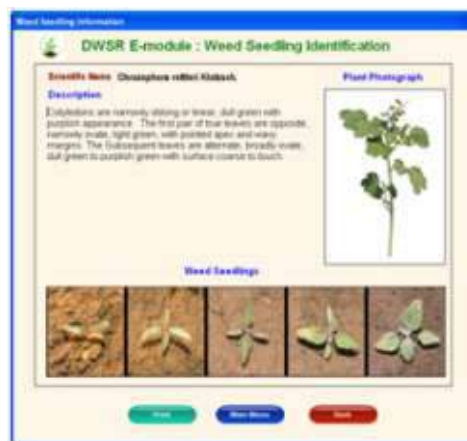 Weed Seedling Information
DWSR E-module : Weed Seedling Identification
Scientific Name Chrozophora rottleri Klotzsch.
Plant Photograph
Description
Cotyledons are narrowly oblong or linear, dull green with
purplish appearance. The first pair of true leaves are opposite,
narrowly ovate, light green, with pointed apex and wavy
margins. The Subsequent leaves are alternate, broadly ovate,
dull green to purplish green with surface coarse to touch.
Weed Seedlings
Main Menu